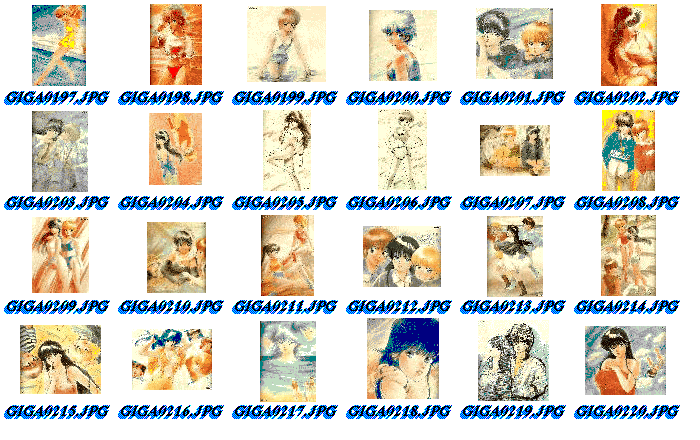 GIGA0197.JPG GIGA0198.JPG GIGA0199.JPG GIGA0200.JPG GIGA0201.JPG GIGA0202.JPG
GIGA0203.JPG GIGA0204.JPG GIGA0205.JPG GIGA0206.JPG GIGA0207.JPG GIGA0208.JPG
GIGA0209.JPG GIGA0210.JPG GIGA0211.JPG GIGA0212.JPG GIGA0213.JPG GIGA0214.JPG
GIGA0215.JPG GIGA0216.JPG GIGA0217.JPG GIGA0218.JPG GIGA0219.JPG GIGA0220.JPG